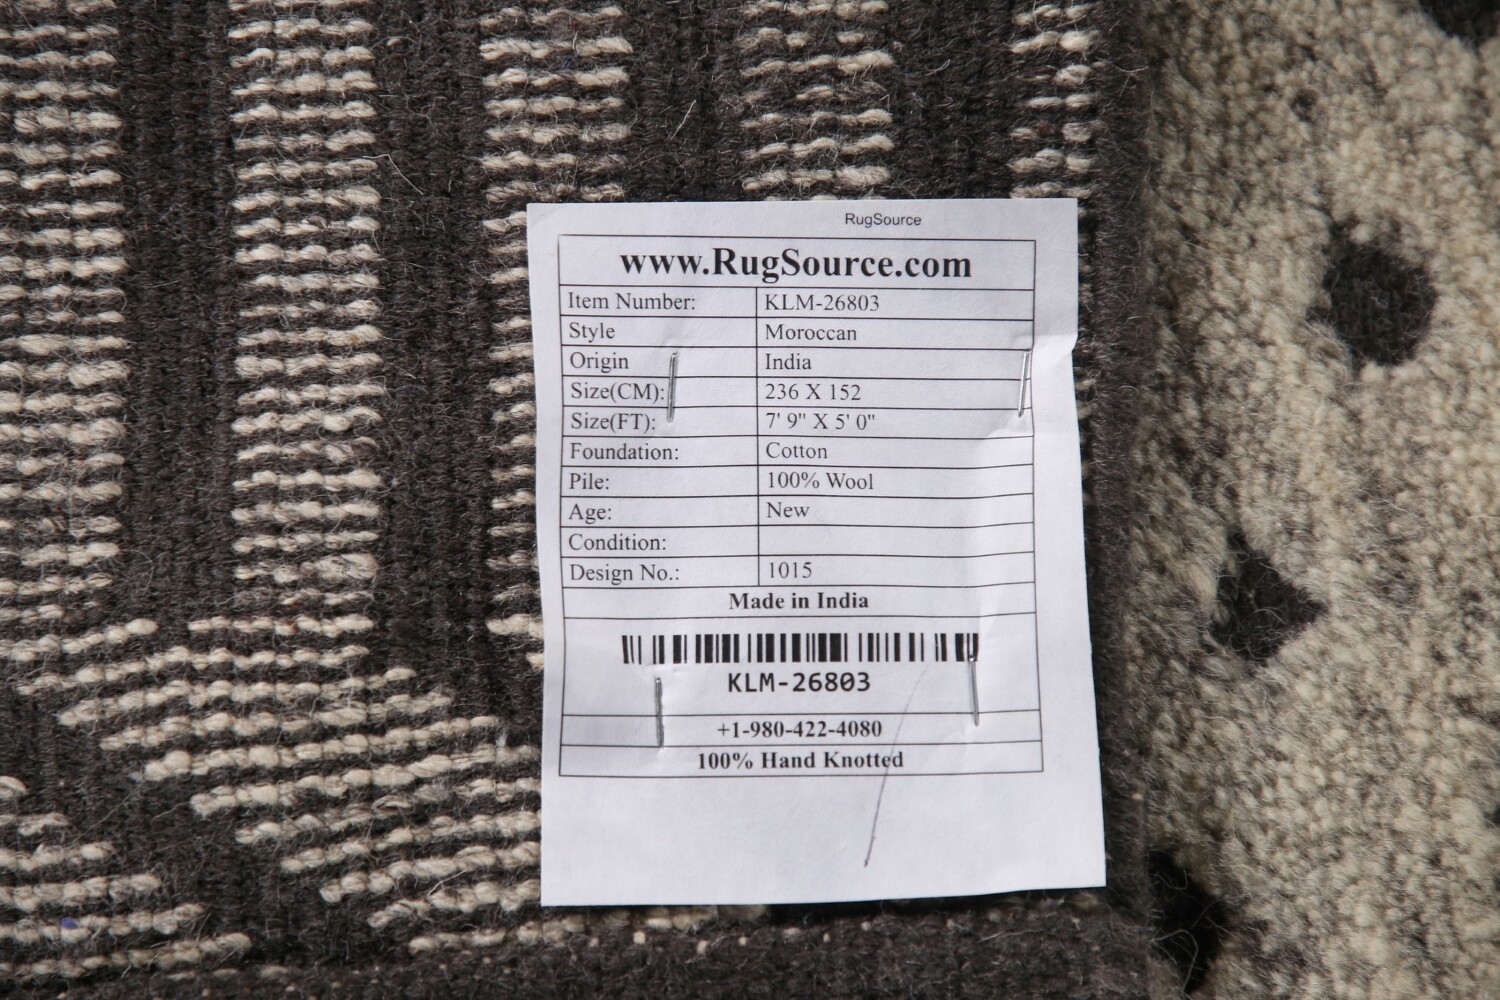 RugSource
www.RugSource.com
Item Number: KLM-26803
Style Moroccan
Origin India
Size(CM): 236 X 152
Size(FT): 7' 9" X 5' 0"
Foundation: Cotton
Pile: 100% Wool
Age: New
Condition:
Design No.: 1015
Made in India
KLM-26803
+1-980-422-4080
100% Hand Knotted